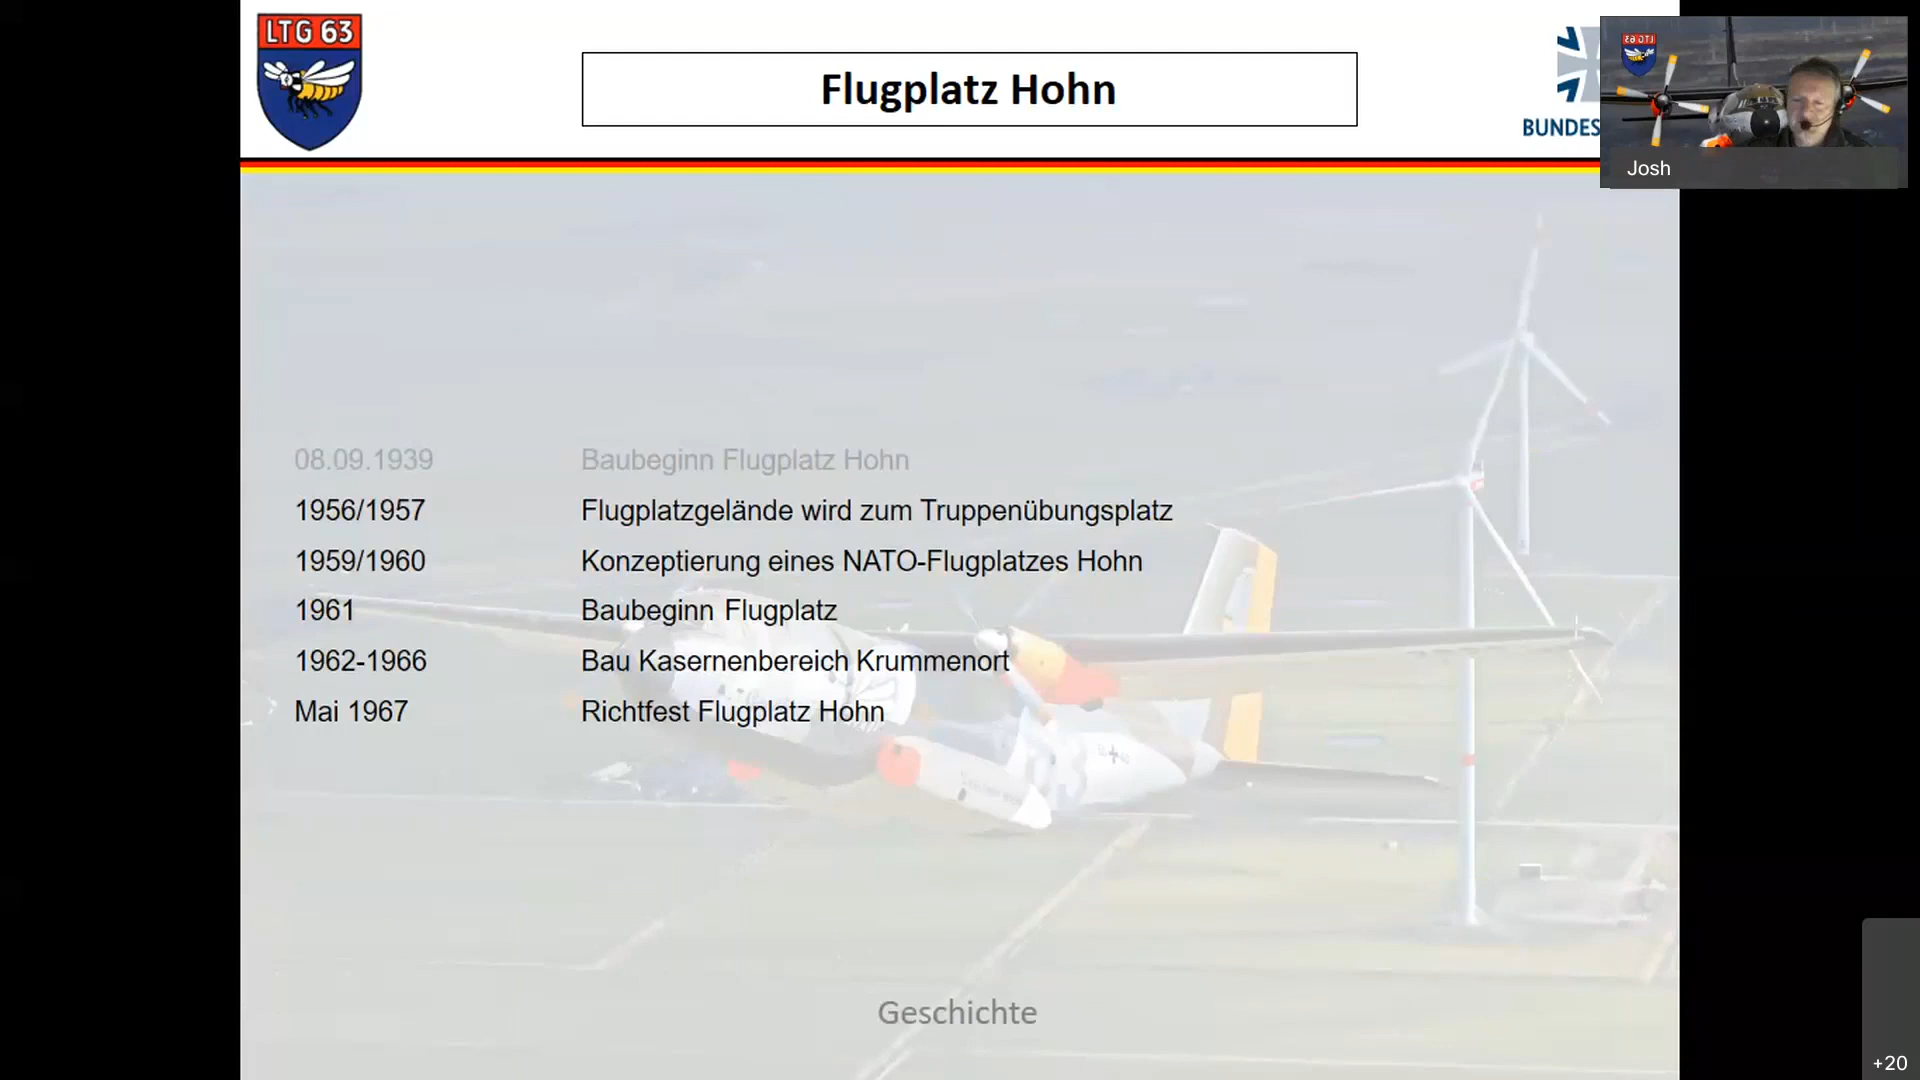 LTG 63
Flugplatz Hohn
BUNDES
LTG 63
Josh
08.09.1939 Baubeginn Flugplatz Hohn
1956/1957 Flugplatzgelände wird zum Truppenübungsplatz
1959/1960 Konzeptierung eines NATO-Flugplatzes Hohn
1961 Baubeginn Flugplatz
1962-1966 Bau Kasernenbereich Krummenort
Mai 1967 Richtfest Flugplatz Hohn
Geschichte
+20